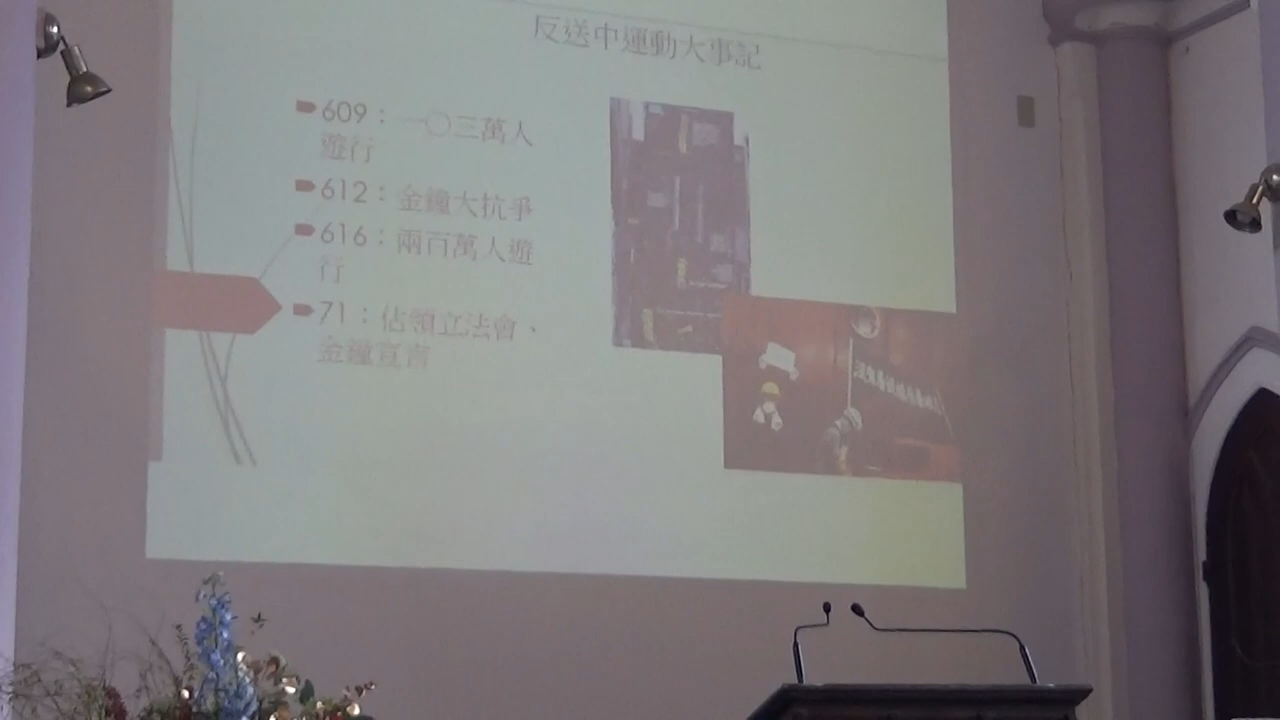 反送中運動大事記
609：一〇三萬人
遊行
612：金鐘大抗爭
616：兩百萬人遊
行
71：佔領立法會、
金鐘宣言